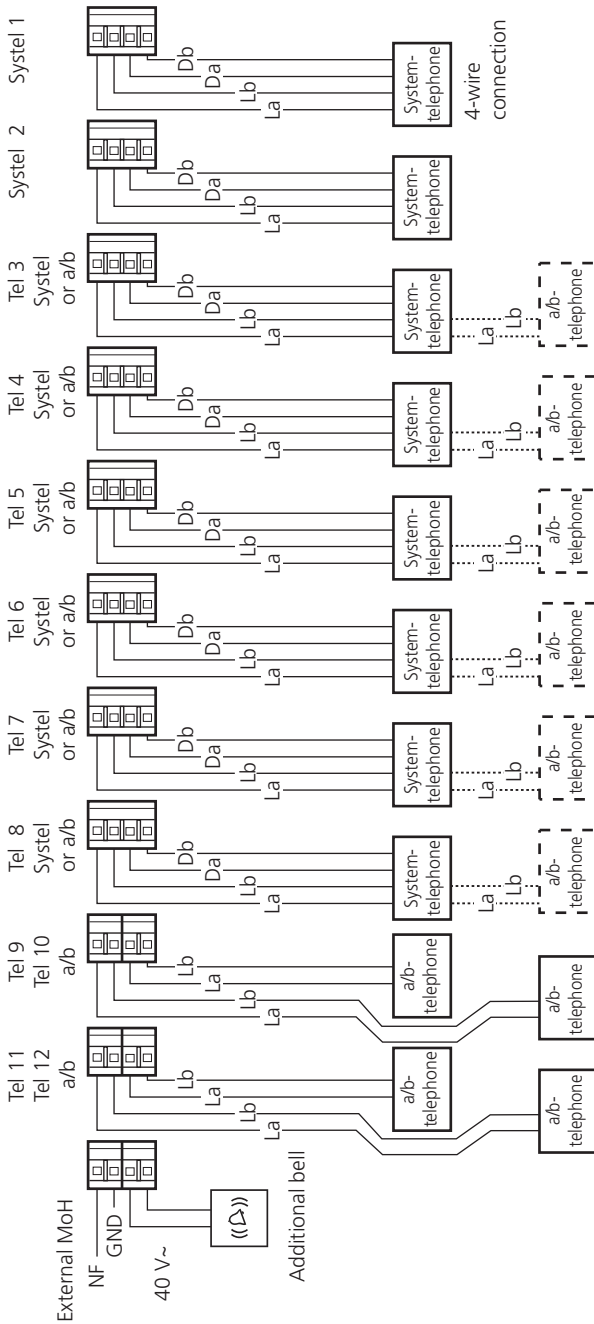 External MoH
NF
GND
40 V~
Additional bell
Tel 11
Tel 12
a/b
La
Lb
La
Lb
a/b-
telephone
a/b-
telephone
Tel 9
Tel 10
a/b
La
Lb
La
Lb
a/b-
telephone
a/b-
telephone
Tel 8
Systel
or a/b
La
Lb
Da
Db
System-
telephone
La
Lb
a/b-
telephone
Tel 7
Systel
or a/b
La
Lb
Da
Db
System-
telephone
La
Lb
a/b-
telephone
Tel 6
Systel
or a/b
La
Lb
Da
Db
System-
telephone
La
Lb
a/b-
telephone
Tel 5
Systel
or a/b
La
Lb
Da
Db
System-
telephone
La
Lb
a/b-
telephone
Tel 4
Systel
or a/b
La
Lb
Da
Db
System-
telephone
La
Lb
a/b-
telephone
Tel 3
Systel
or a/b
La
Lb
Da
Db
System-
telephone
La
Lb
a/b-
telephone
Systel 2
La
Lb
Da
Db
System-
telephone
Systel 1
La
Lb
Da
Db
System-
telephone
4-wire
connection